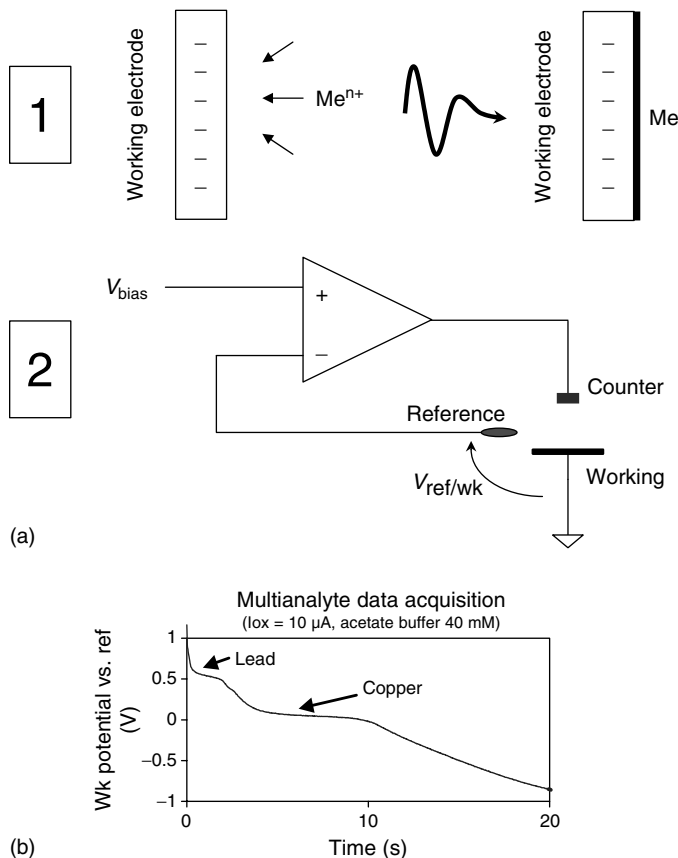 Working electrode
Meⁿ⁺
Working electrode
Me
1
V_bias
+
−
2
Counter
Reference
V_ref/wk
Working
(a)
Multianalyte data acquisition
(Iox = 10 µA, acetate buffer 40 mM)
Wk potential vs. ref
(V)
1
0.5
0
−0.5
−1
Lead
Copper
0
10
20
Time (s)
(b)